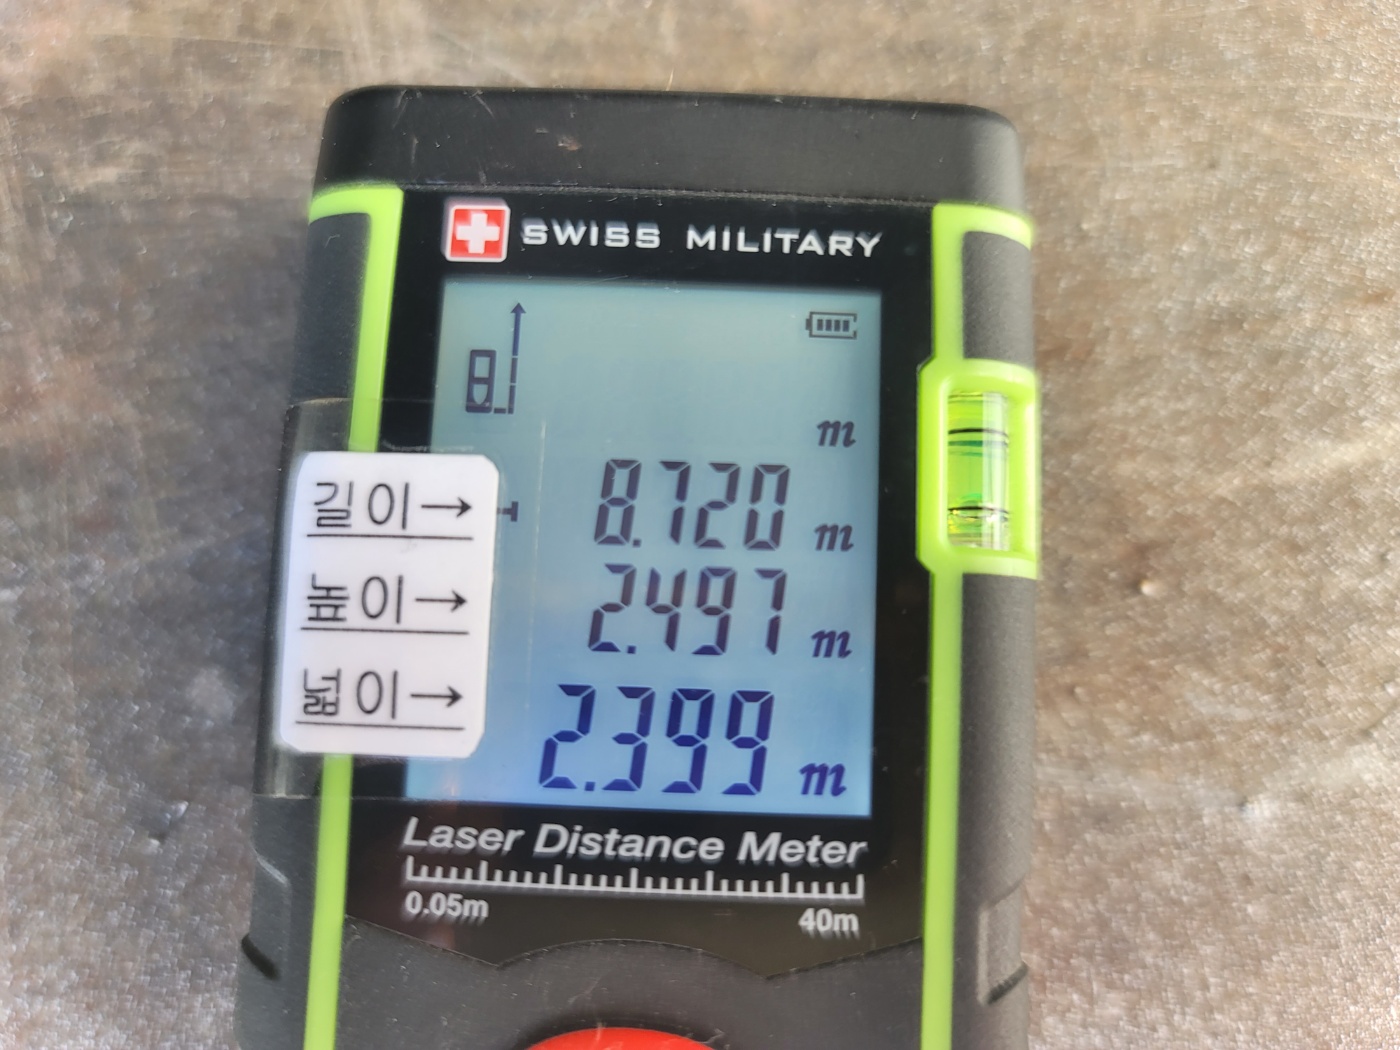 SWISS MILITARY
m
길이→ 8.720 m
높이→ 2.497 m
넓이→ 2.399 m
Laser Distance Meter
0.05m 40m